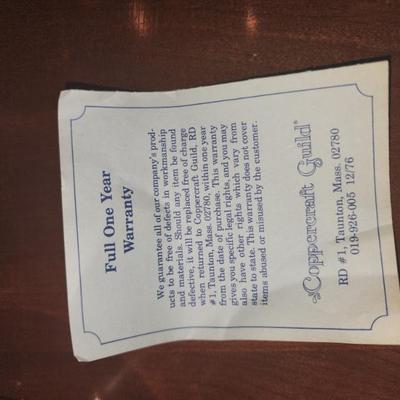 Full One Year
Warranty
We guarantee all of our company's prod-
ucts to be free of defects in workmanship
and materials. Should any item be found
defective, it will be replaced free of charge
when returned to Coppercraft Guild, RD
#1, Taunton, Mass. 02780, within one year
from the date of purchase. This warranty
gives you specific legal rights, and you may
also have other rights which vary from
state to state. This warranty does not cover
items abused or misused by the customer.
Coppercraft Guild®
RD #1, Taunton, Mass. 02780
019-926-005 12/76